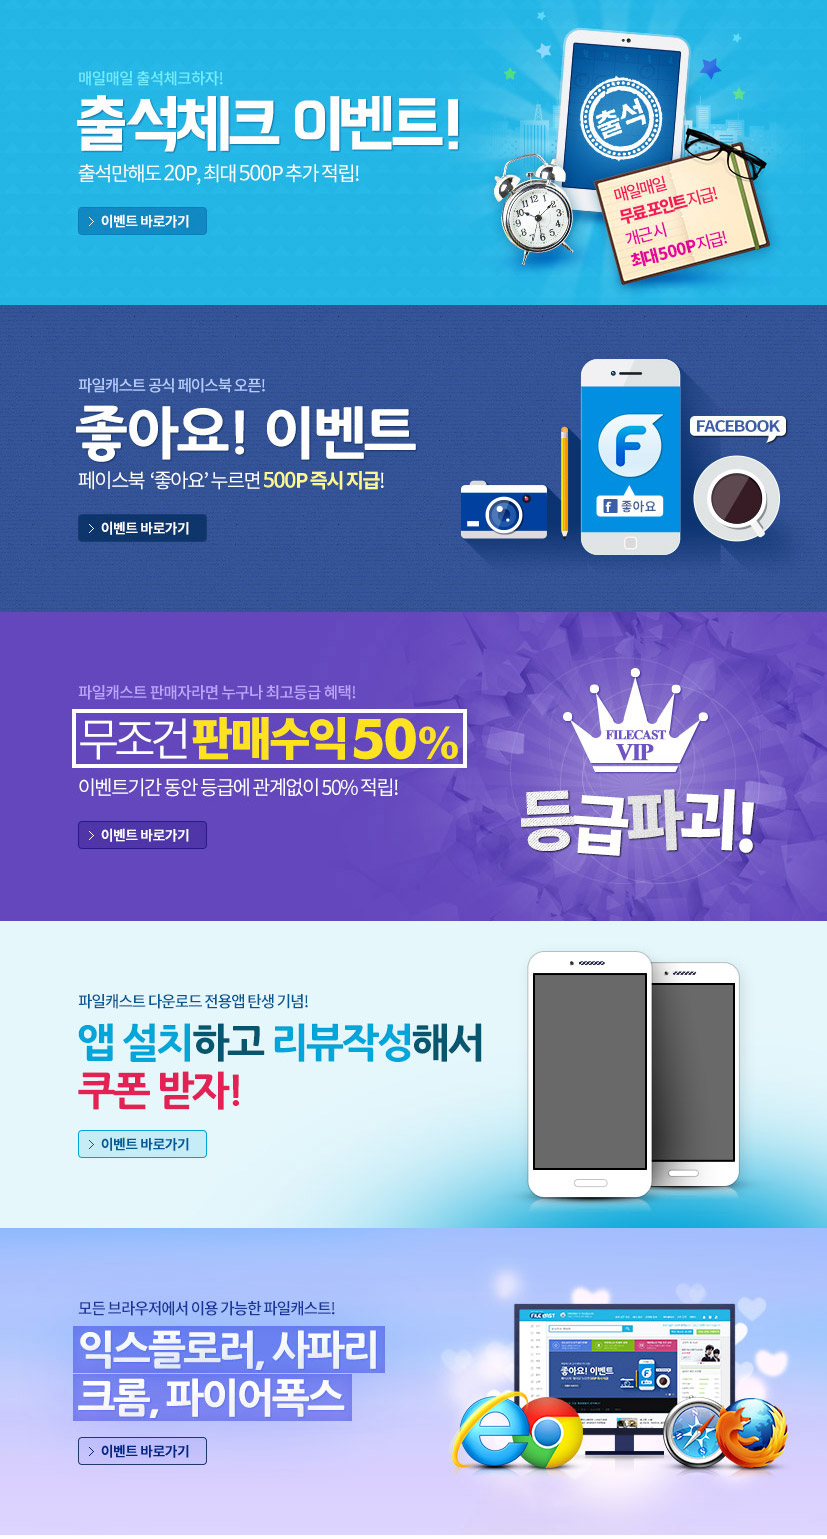 매일매일 출석체크하자!
출석체크 이벤트!
출석만해도 20P, 최대 500P 추가 적립!
이벤트 바로가기
출석
매일매일
무료 포인트 지급!
개근 시
최대 500P 지급!
파일캐스트 공식 페이스북 오픈!
좋아요! 이벤트
페이스북 ‘좋아요’ 누르면 500P 즉시 지급!
이벤트 바로가기
FACEBOOK
F
f 좋아요
파일캐스트 판매자라면 누구나 최고등급 혜택!
무조건 판매수익 50%
이벤트기간 동안 등급에 관계없이 50% 적립!
이벤트 바로가기
FILECAST
VIP
등급파괴!
파일캐스트 다운로드 전용앱 탄생 기념!
앱 설치하고 리뷰작성해서
쿠폰 받자!
이벤트 바로가기
모든 브라우저에서 이용 가능한 파일캐스트!
익스플로러, 사파리
크롬, 파이어폭스
이벤트 바로가기
FILECAST
좋아요! 이벤트